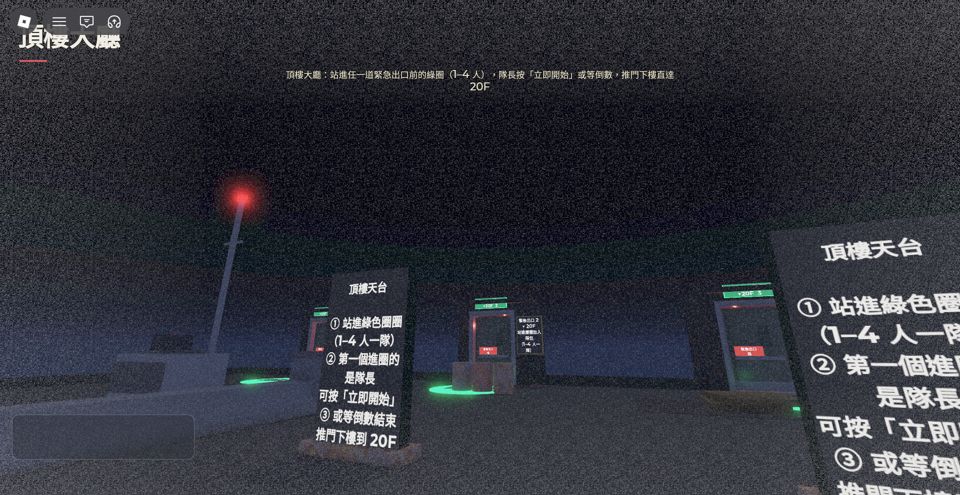 頂樓大廳
頂樓大廳：站進任一道緊急出口前的綠圈（1–4 人），隊長按「立即開始」或等倒數，推門下樓直達
20F
頂樓天台
① 站進綠色圈圈
（1–4 人一隊）
② 第一個進圈的
是隊長
可按「立即開始」
③ 或等倒數結束
推門下樓到 20F
緊急出口 2
頂樓天台
① 站進綠色圈
（1–4 人一隊
② 第一個進圈
是隊長
可按「立即
③ 或等倒